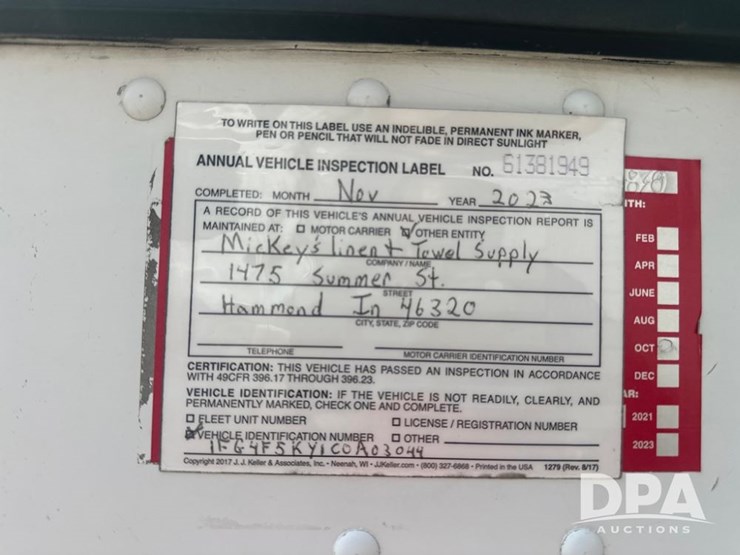 TO WRITE ON THIS LABEL USE AN INDELIBLE, PERMANENT INK MARKER,
PEN OR PENCIL THAT WILL NOT FADE IN DIRECT SUNLIGHT
ANNUAL VEHICLE INSPECTION LABEL NO. 61381949
COMPLETED: MONTH Nov YEAR 2023
A RECORD OF THIS VEHICLE'S ANNUAL VEHICLE INSPECTION REPORT IS
MAINTAINED AT: ☐ MOTOR CARRIER ☑ OTHER ENTITY
Mickey's linen + Towel Supply
COMPANY / NAME
1475 Summer St.
STREET
Hammond In 46320
CITY, STATE, ZIP CODE
TELEPHONE MOTOR CARRIER IDENTIFICATION NUMBER
CERTIFICATION: THIS VEHICLE HAS PASSED AN INSPECTION IN ACCORDANCE
WITH 49CFR 396.17 THROUGH 396.23.
VEHICLE IDENTIFICATION: IF THE VEHICLE IS NOT READILY, CLEARLY, AND
PERMANENTLY MARKED, CHECK ONE AND COMPLETE.
☐ FLEET UNIT NUMBER ☐ LICENSE / REGISTRATION NUMBER
☑ VEHICLE IDENTIFICATION NUMBER ☐ OTHER
1FG4F5KY1C0A03044
Copyright 2017 J. J. Keller & Associates, Inc. • Neenah, WI • JJKeller.com • (800) 327-6868 • Printed in the USA 1279 (Rev. 8/17)
TH:
FEB
APR
JUNE
AUG
OCT
DEC
AR:
2021
2023
DPA
AUCTIONS